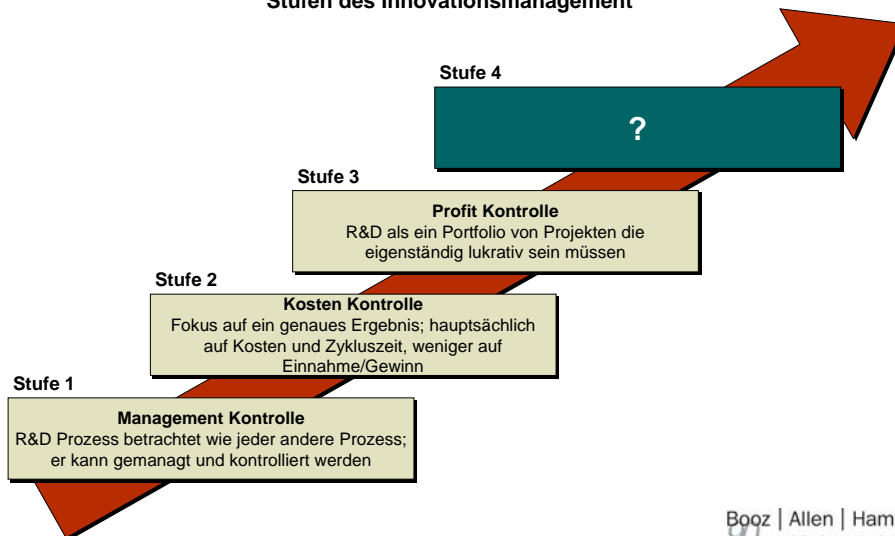 Stufen des Innovationsmanagement
Stufe 4
?
Stufe 3
Profit Kontrolle
R&D als ein Portfolio von Projekten die
eigenständig lukrativ sein müssen
Stufe 2
Kosten Kontrolle
Fokus auf ein genaues Ergebnis; hauptsächlich
auf Kosten und Zykluszeit, weniger auf
Einnahme/Gewinn
Stufe 1
Management Kontrolle
R&D Prozess betrachtet wie jeder andere Prozess;
er kann gemanagt und kontrolliert werden
Booz | Allen | Ham